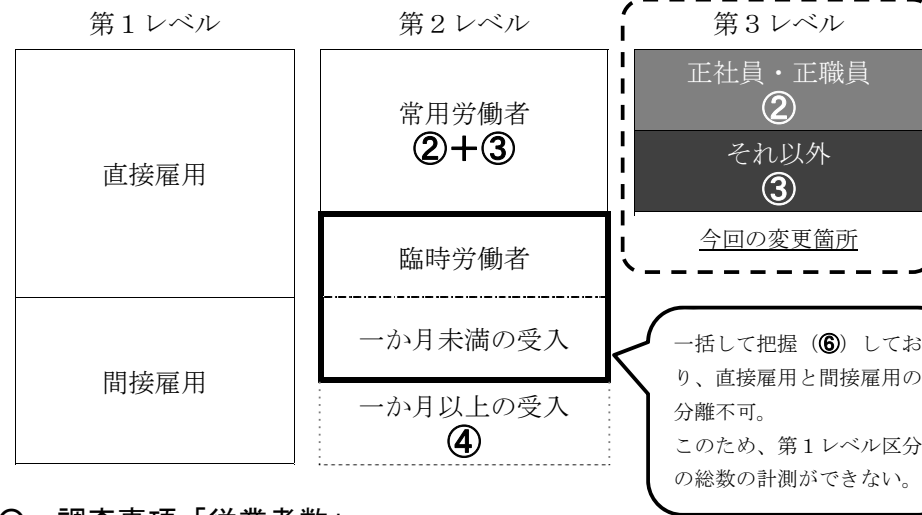 第１レベル
第２レベル
第３レベル
直接雇用
間接雇用
常用労働者
②＋③
臨時労働者
一か月未満の受入
一か月以上の受入
④
正社員・正職員
②
それ以外
③
今回の変更箇所
一括して把握（⑥）してお
り、直接雇用と間接雇用の
分離不可。
このため、第１レベル区分
の総数の計測ができない。